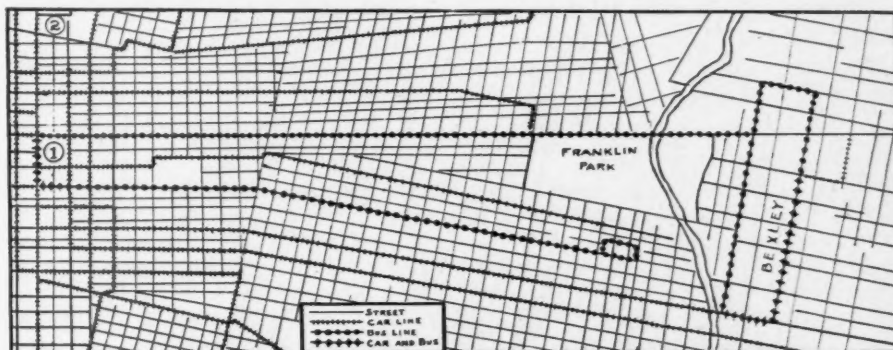 2
1
FRANKLIN
PARK
BEXLEY
STREET
CAR LINE
BUS LINE
CAR AND BUS